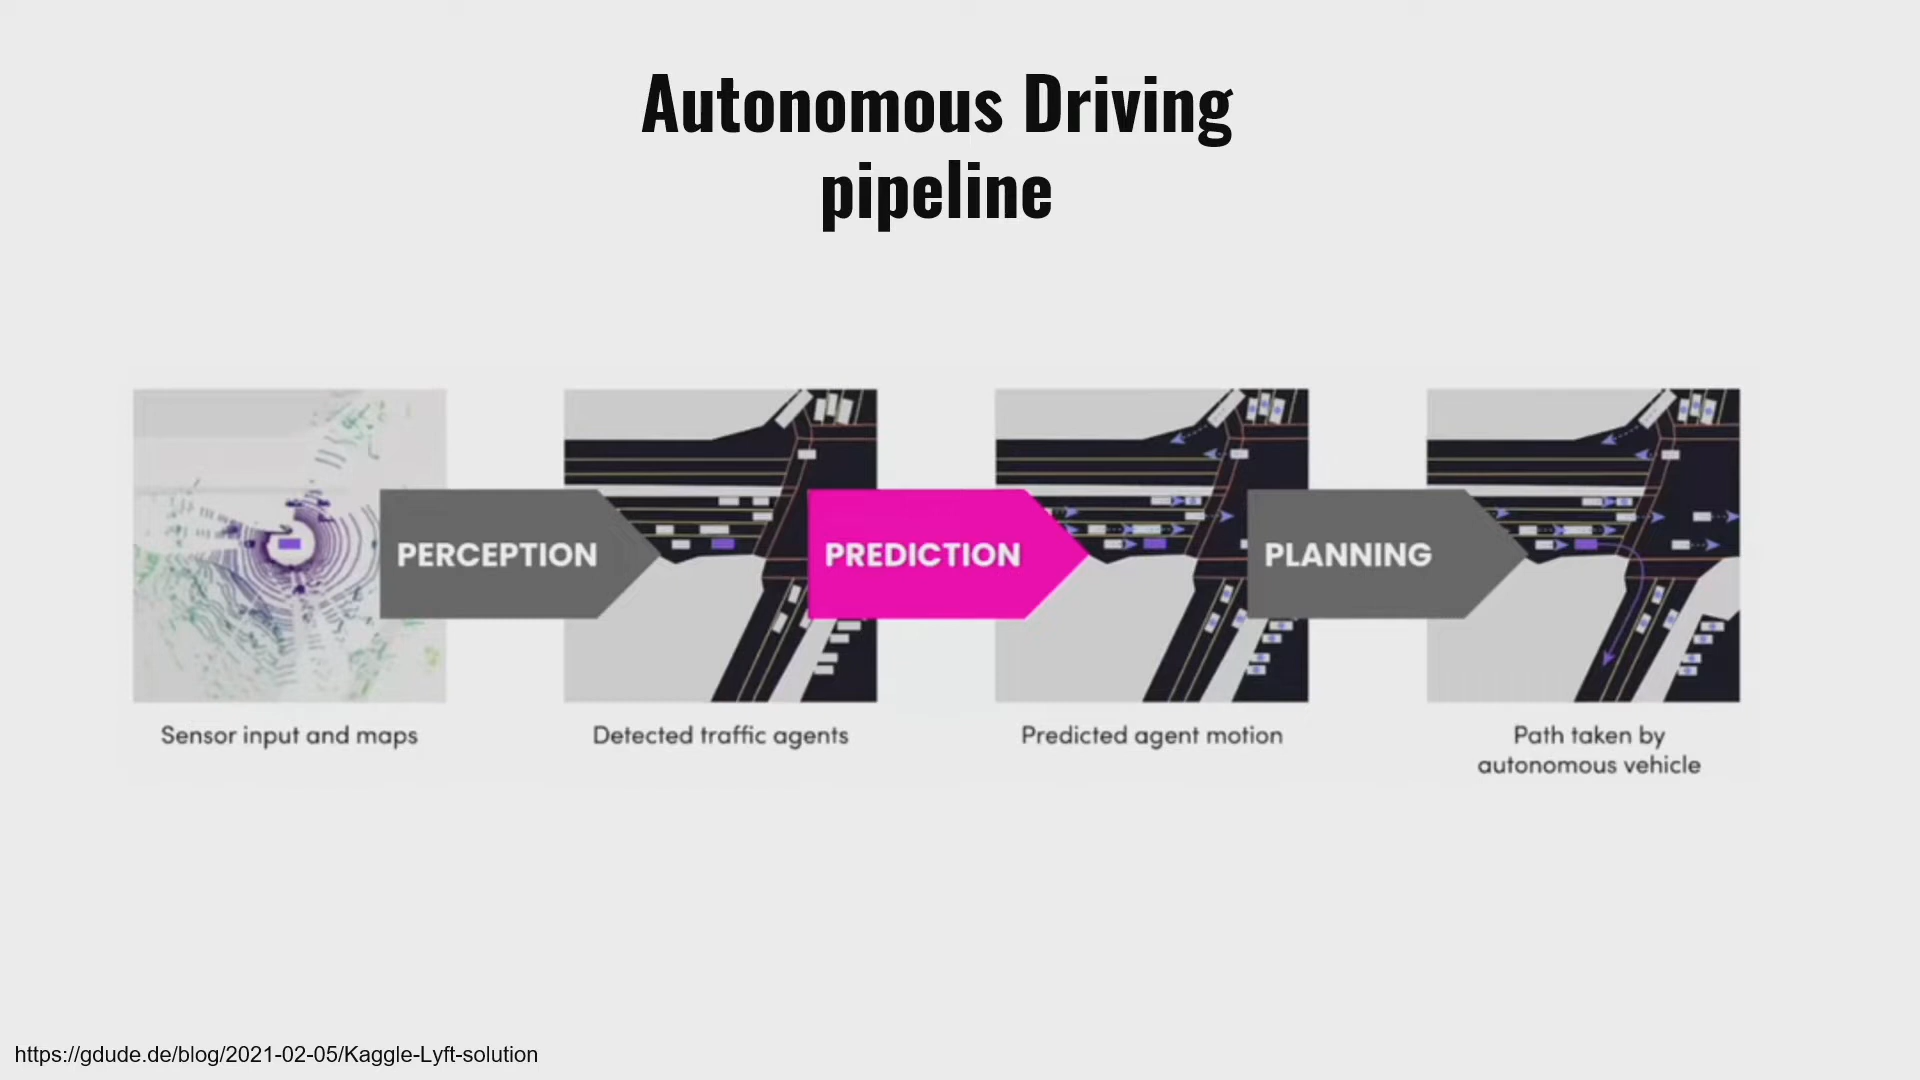 Autonomous Driving
pipeline
PERCEPTION
PREDICTION
PLANNING
Sensor input and maps
Detected traffic agents
Predicted agent motion
Path taken by
autonomous vehicle
https://gdude.de/blog/2021-02-05/Kaggle-Lyft-solution